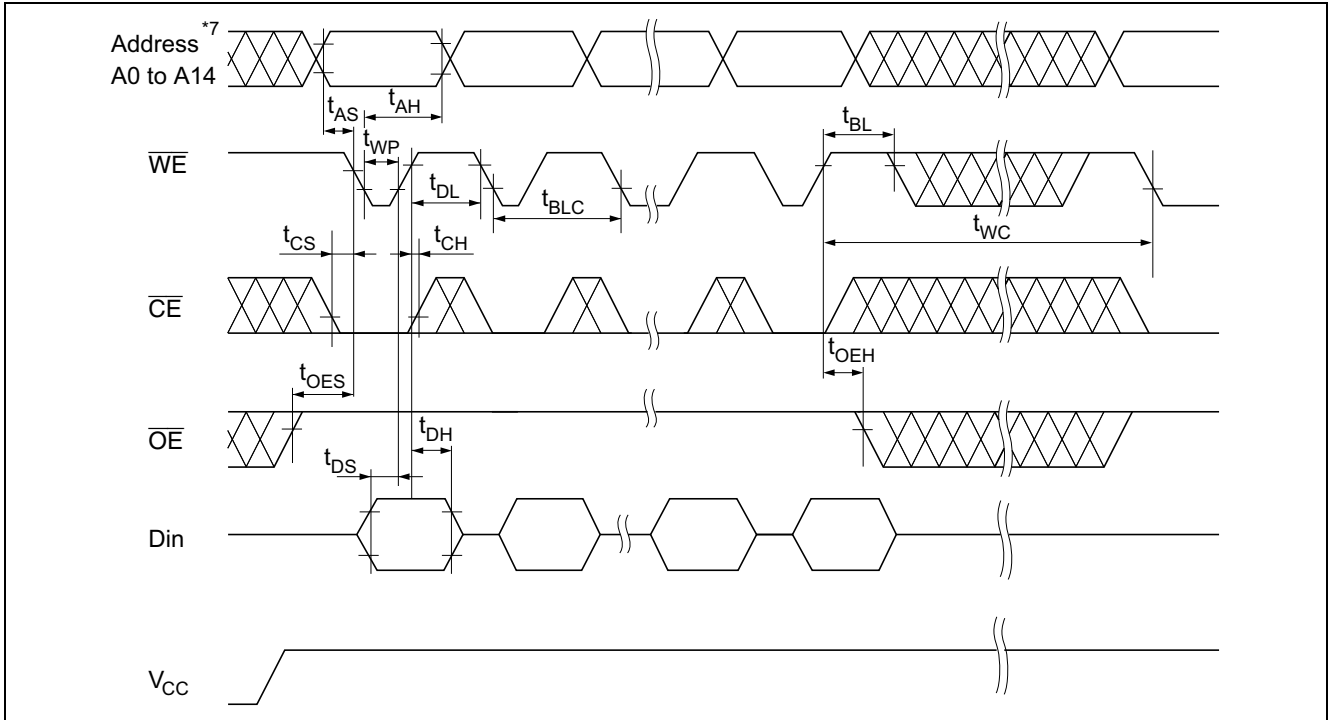 Address *7
A0 to A14
tAS
tAH
tBL
tWP
WE
tDL
tBLC
tWC
tCS
tCH
CE
tOEH
tOES
OE
tDH
tDS
Din
VCC